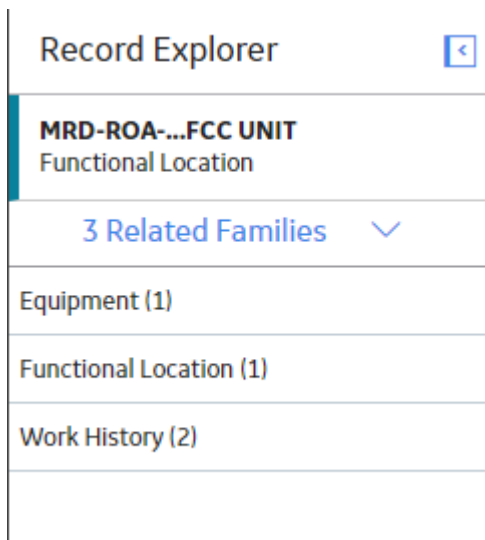 Record Explorer
MRD-ROA-...FCC UNIT
Functional Location
3 Related Families
Equipment (1)
Functional Location (1)
Work History (2)